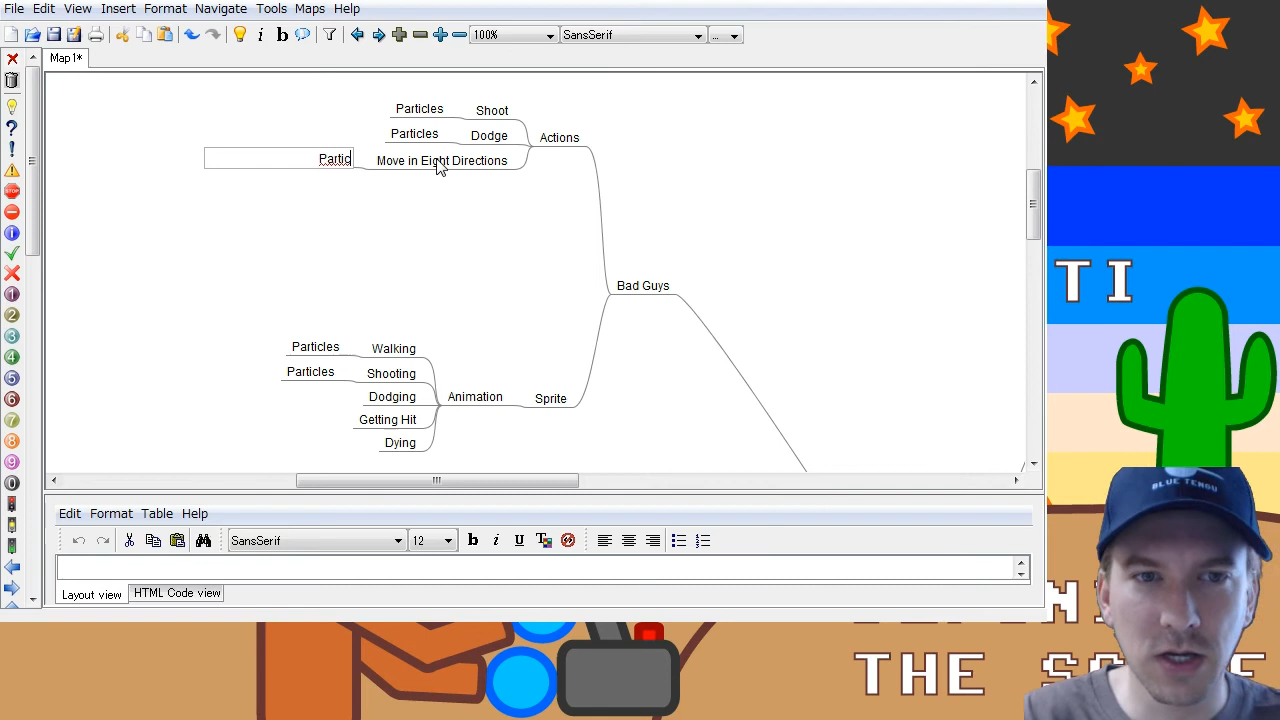 File Edit View Insert Format Navigate Tools Maps Help
100% SansSerif ...
Map1*
Particles Shoot
Particles Dodge Actions
Partic Move in Eight Directions
Bad Guys
Particles Walking
Particles Shooting
Dodging Animation Sprite
Getting Hit
Dying
Edit Format Table Help
SansSerif 12
Layout view HTML Code view
TI
BLUE TENGU
THE